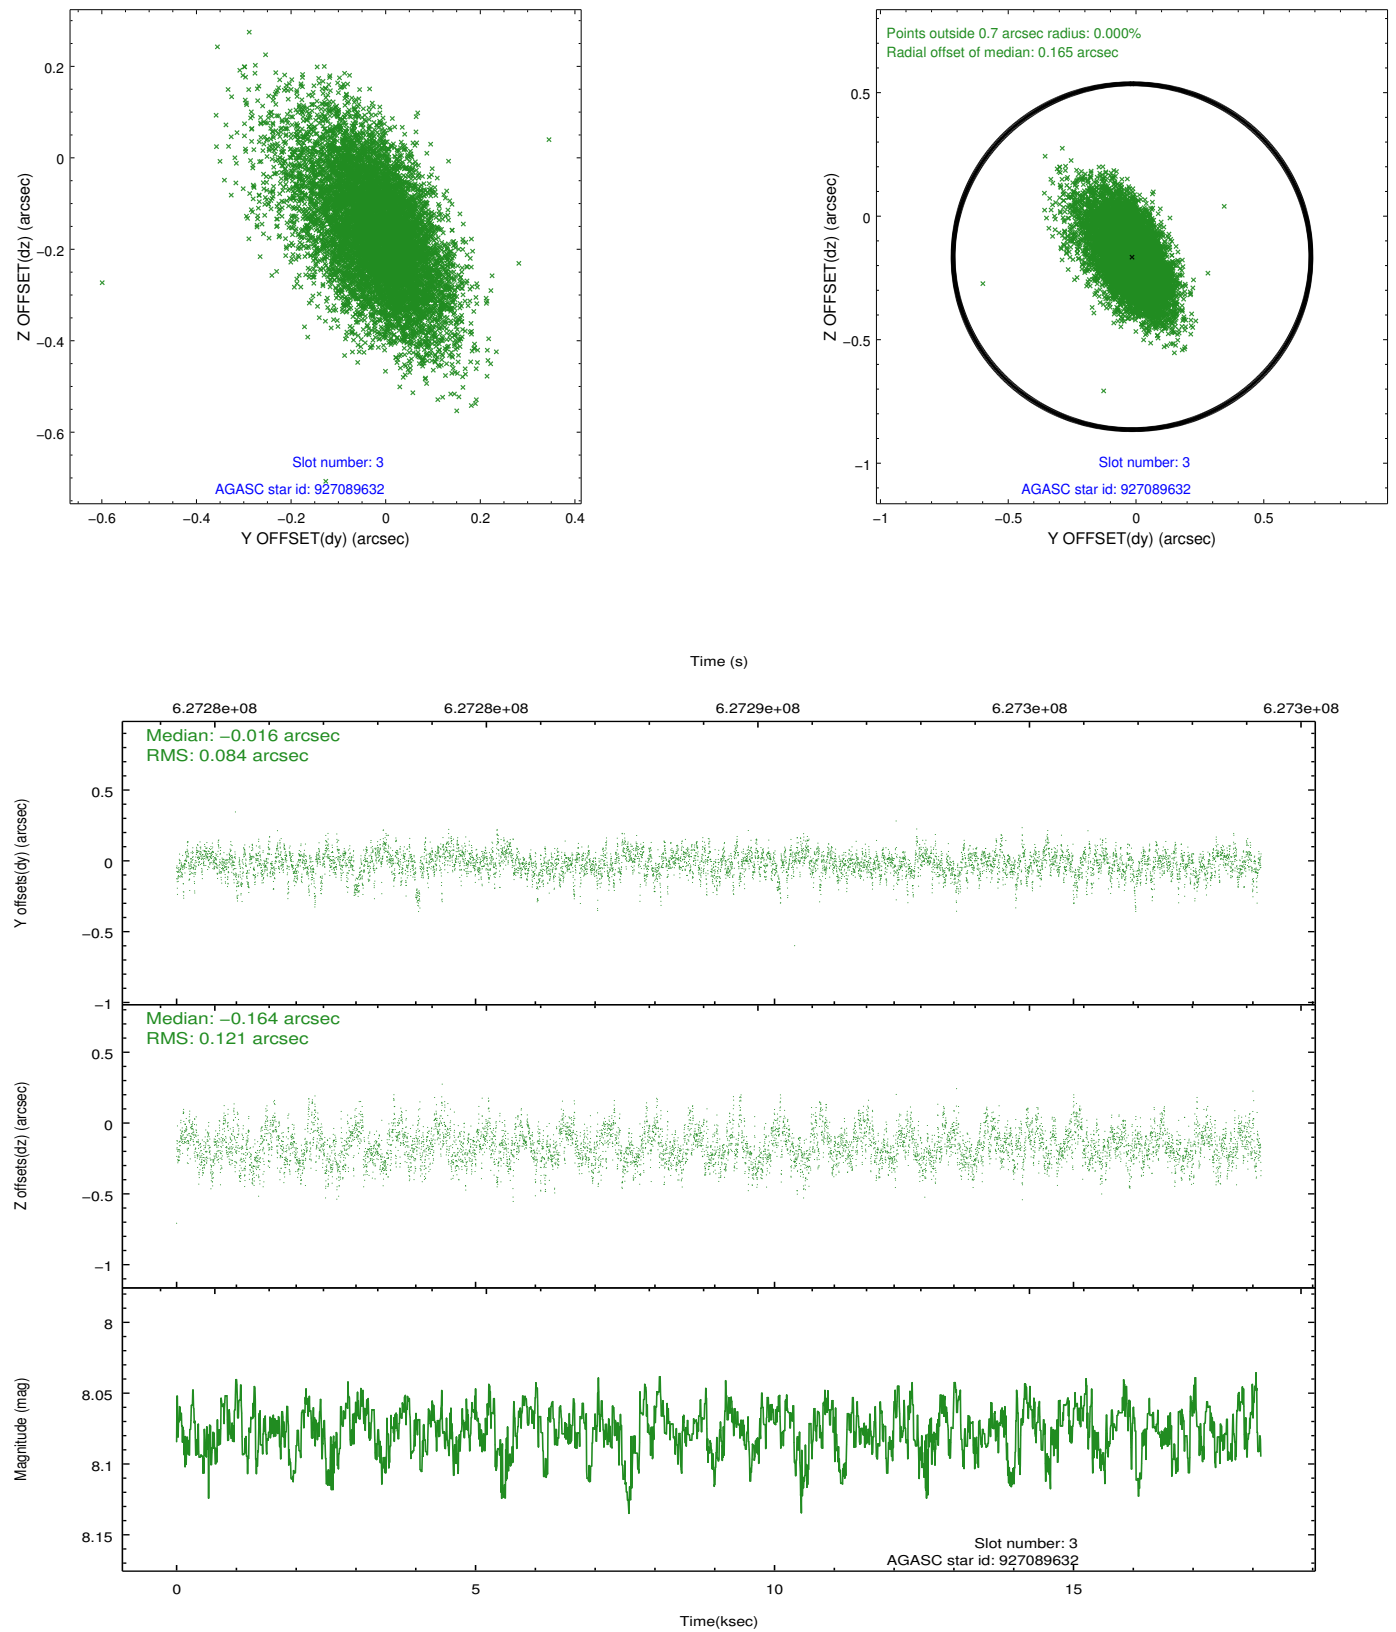 0.2
0
−0.2
−0.4
−0.6
Z OFFSET(dz) (arcsec)
Slot number: 3
AGASC star id: 927089632
−0.6
−0.4
−0.2
0
0.2
0.4
Y OFFSET(dy) (arcsec)
Points outside 0.7 arcsec radius: 0.000%
Radial offset of median: 0.165 arcsec
0.5
0
−0.5
−1
Z OFFSET(dz) (arcsec)
Slot number: 3
AGASC star id: 927089632
−1
−0.5
0
0.5
Y OFFSET(dy) (arcsec)
Time (s)
6.2728e+08
6.2728e+08
6.2729e+08
6.273e+08
6.273e+08
Median: −0.016 arcsec
RMS: 0.084 arcsec
0.5
0
−0.5
−1
Y offsets(dy) (arcsec)
Median: −0.164 arcsec
RMS: 0.121 arcsec
0.5
0
−0.5
−1
Z offsets(dz) (arcsec)
8
8.05
8.1
8.15
Magnitude (mag)
Slot number: 3
AGASC star id: 927089632
0
5
10
15
Time(ksec)